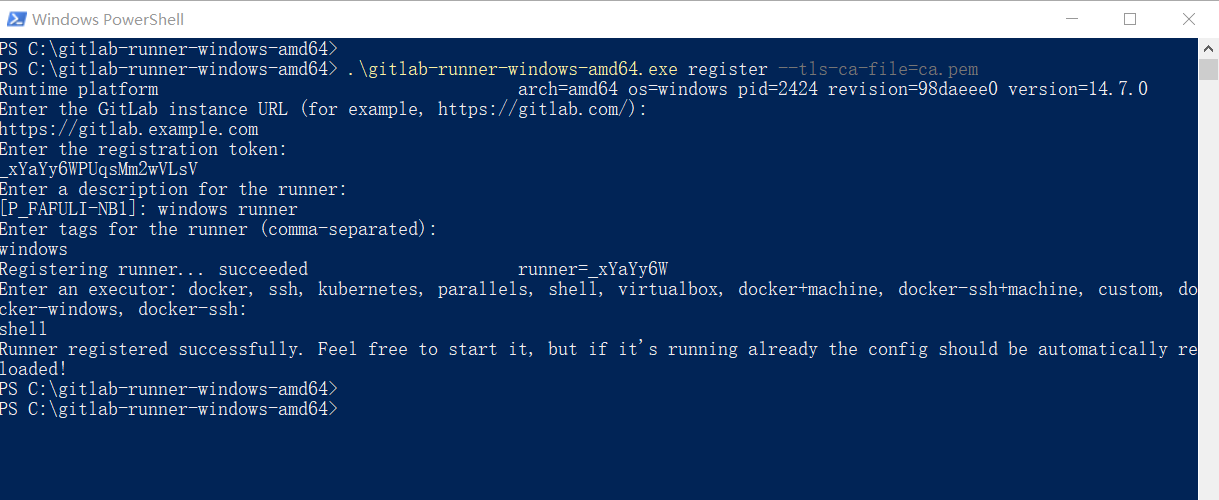 Windows PowerShell
PS C:\gitlab-runner-windows-amd64>
PS C:\gitlab-runner-windows-amd64> .\gitlab-runner-windows-amd64.exe register --tls-ca-file=ca.pem
Runtime platform                                    arch=amd64 os=windows pid=2424 revision=98daeee0 version=14.7.0
Enter the GitLab instance URL (for example, https://gitlab.com/):
https://gitlab.example.com
Enter the registration token:
_xYaYy6WPUqsMm2wVLsV
Enter a description for the runner:
[P_FAFULI-NB1]: windows runner
Enter tags for the runner (comma-separated):
windows
Registering runner... succeeded                     runner=_xYaYy6W
Enter an executor: docker, ssh, kubernetes, parallels, shell, virtualbox, docker+machine, docker-ssh+machine, custom, do
cker-windows, docker-ssh:
shell
Runner registered successfully. Feel free to start it, but if it's running already the config should be automatically re
loaded!
PS C:\gitlab-runner-windows-amd64>
PS C:\gitlab-runner-windows-amd64>